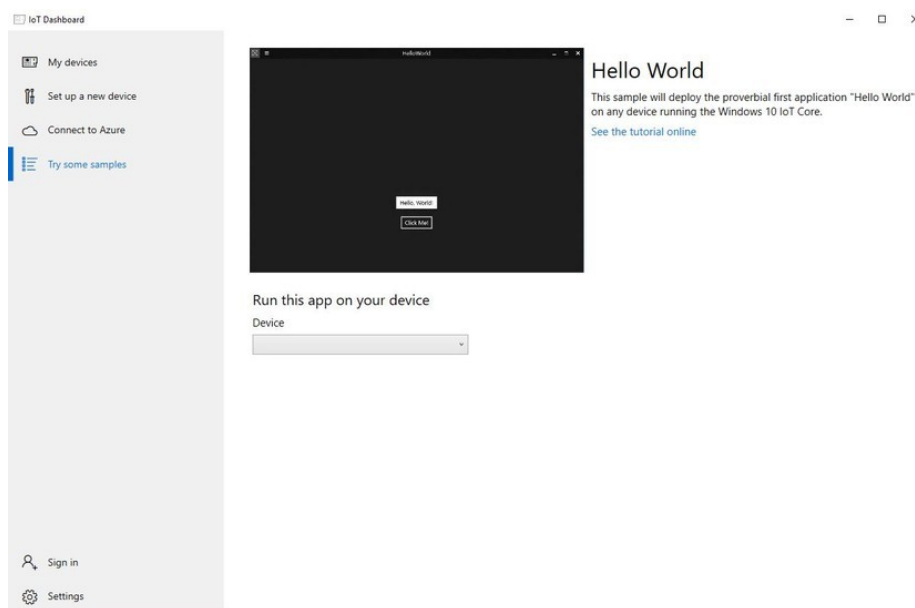 IoT Dashboard
My devices
Set up a new device
Connect to Azure
Try some samples
Sign in
Settings
HelloWorld
Hello, World!
Click Me!
Hello World
This sample will deploy the proverbial first application "Hello World"
on any device running the Windows 10 IoT Core.
See the tutorial online
Run this app on your device
Device